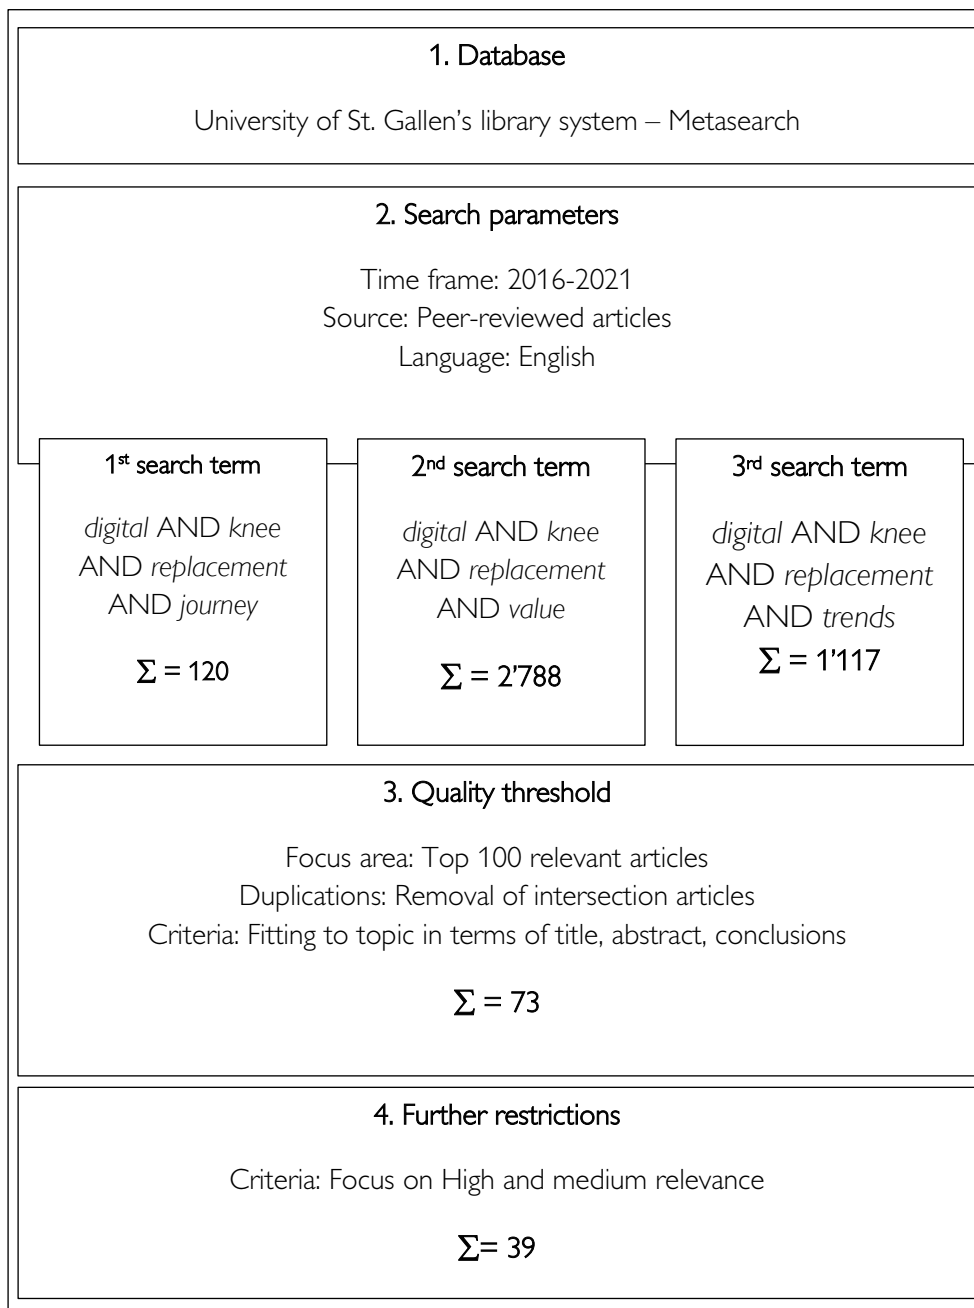 1. Database
University of St. Gallen’s library system – Metasearch
2. Search parameters
Time frame: 2016-2021
Source: Peer-reviewed articles
Language: English
1st search term
digital AND knee
AND replacement
AND journey
Σ = 120
2nd search term
digital AND knee
AND replacement
AND value
Σ = 2'788
3rd search term
digital AND knee
AND replacement
AND trends
Σ = 1'117
3. Quality threshold
Focus area: Top 100 relevant articles
Duplications: Removal of intersection articles
Criteria: Fitting to topic in terms of title, abstract, conclusions
Σ = 73
4. Further restrictions
Criteria: Focus on High and medium relevance
Σ= 39